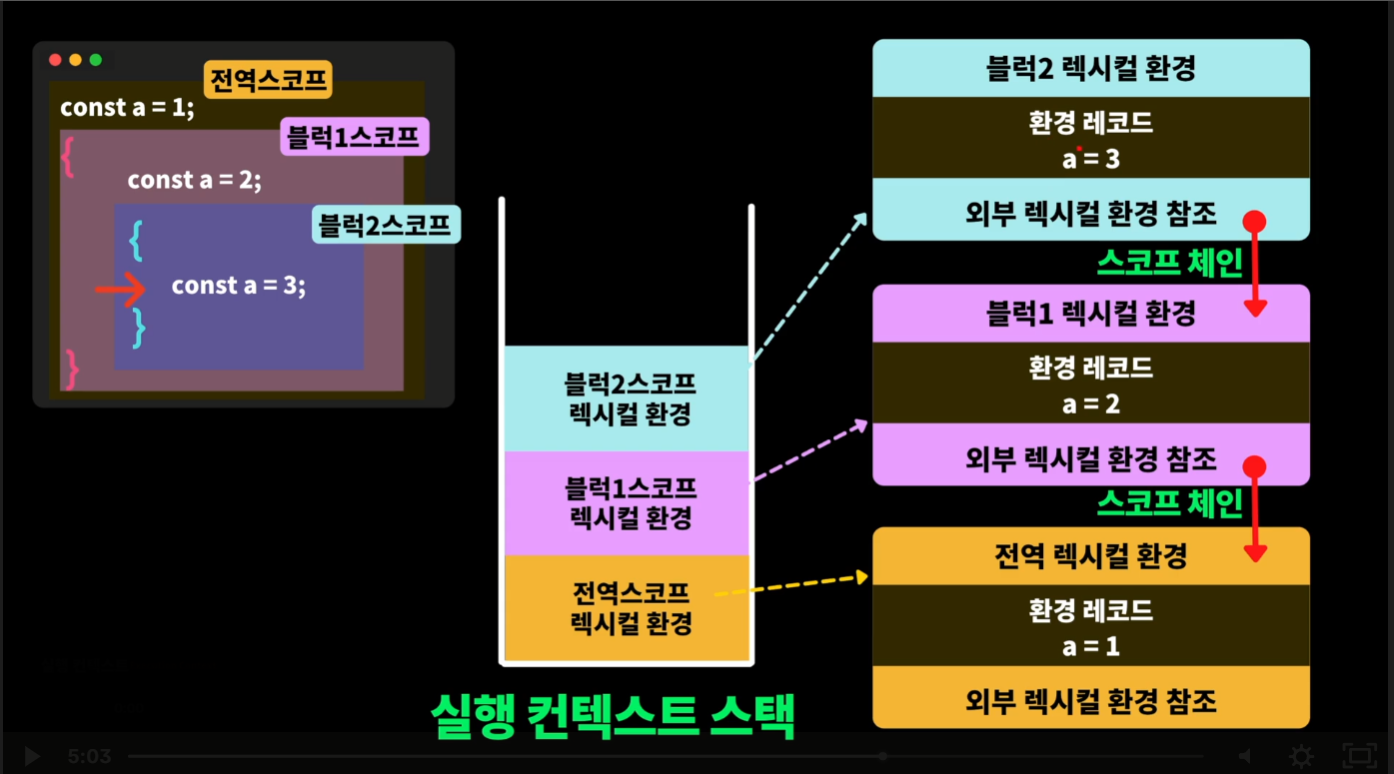 전역스코프
const a = 1;
블럭1스코프
{
const a = 2;
블럭2스코프
{
const a = 3;
}
}
블럭2스코프
렉시컬 환경
블럭1스코프
렉시컬 환경
전역스코프
렉시컬 환경
실행 컨텍스트 스택
블럭2 렉시컬 환경
환경 레코드
a = 3
외부 렉시컬 환경 참조
스코프 체인
블럭1 렉시컬 환경
환경 레코드
a = 2
외부 렉시컬 환경 참조
스코프 체인
전역 렉시컬 환경
환경 레코드
a = 1
외부 렉시컬 환경 참조
5:03